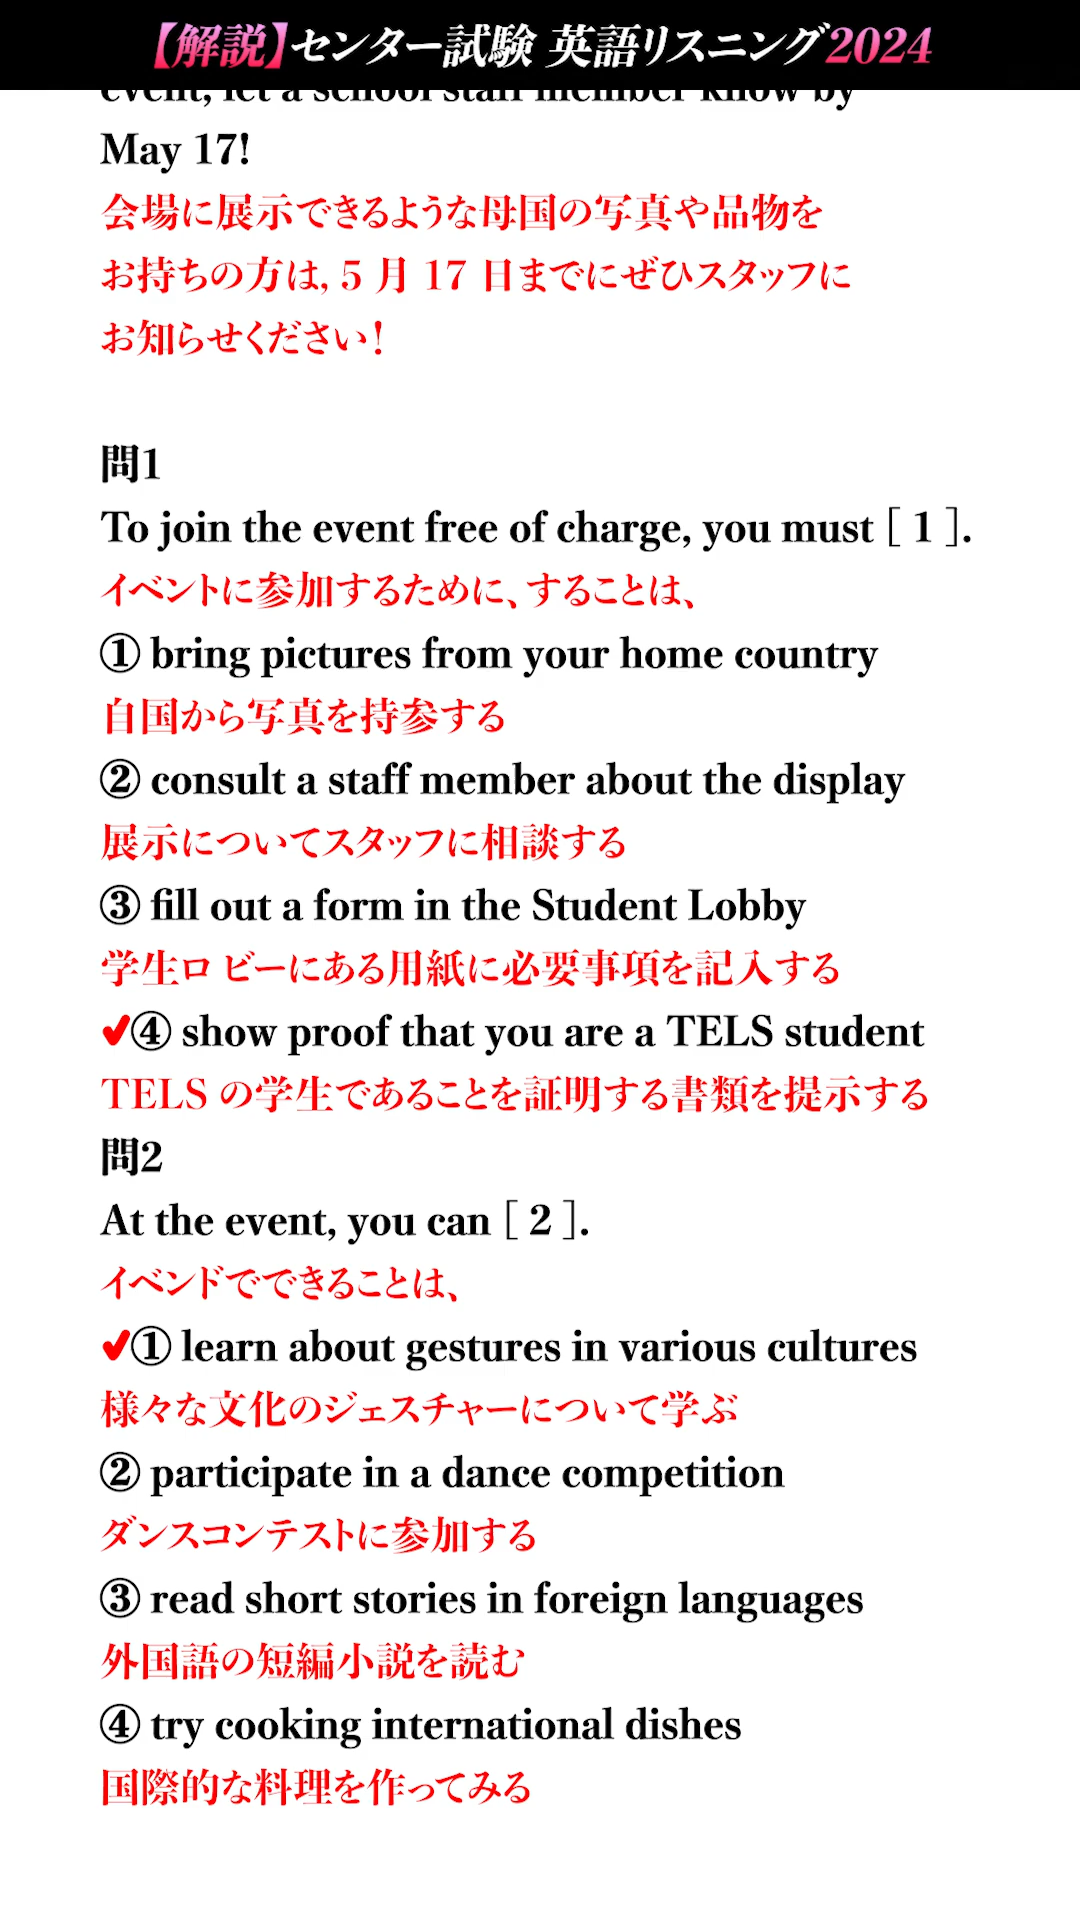 【解説】センター試験 英語リスニング2024
event, let a school staff member know by
May 17!
会場に展示できるような母国の写真や品物を
お持ちの方は, 5 月 17 日までにぜひスタッフに
お知らせください!
問1
To join the event free of charge, you must [ 1 ].
イベントに参加するために、することは、
① bring pictures from your home country
自国から写真を持参する
② consult a staff member about the display
展示についてスタッフに相談する
③ fill out a form in the Student Lobby
学生ロ ビーにある用紙に必要事項を記入する
✔④ show proof that you are a TELS student
TELS の学生であることを証明する書類を提示する
問2
At the event, you can [ 2 ].
イベンドでできることは、
✔① learn about gestures in various cultures
様々な文化のジェスチャーについて学ぶ
② participate in a dance competition
ダンスコンテストに参加する
③ read short stories in foreign languages
外国語の短編小説を読む
④ try cooking international dishes
国際的な料理を作ってみる